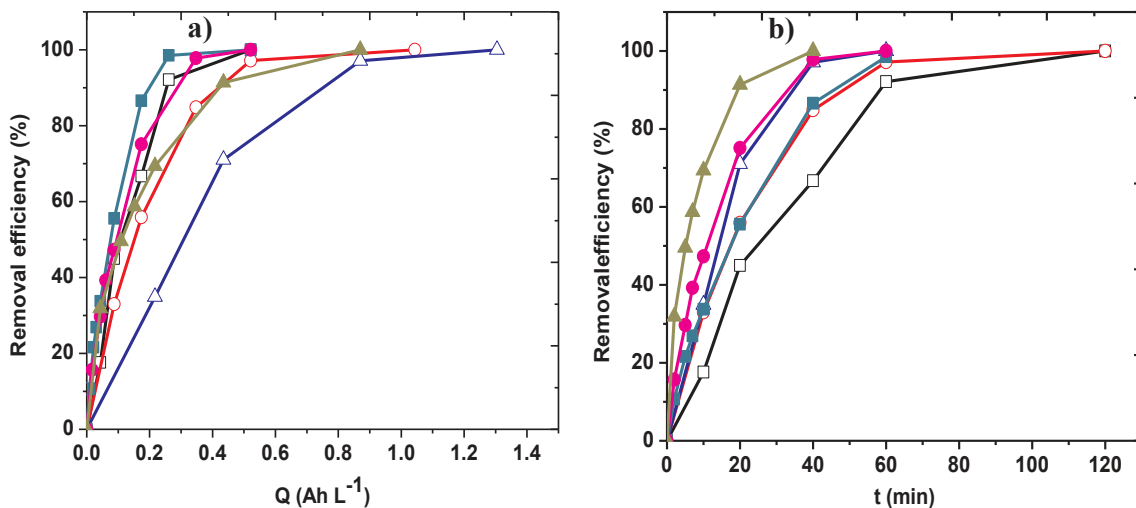 a)
100
80
60
40
20
0
Removal efficiency (%)
0.0 0.2 0.4 0.6 0.8 1.0 1.2 1.4
Q (Ah L-1)
b)
100
80
60
40
20
0
Removalefficiency (%)
0 20 40 60 80 100 120
t (min)